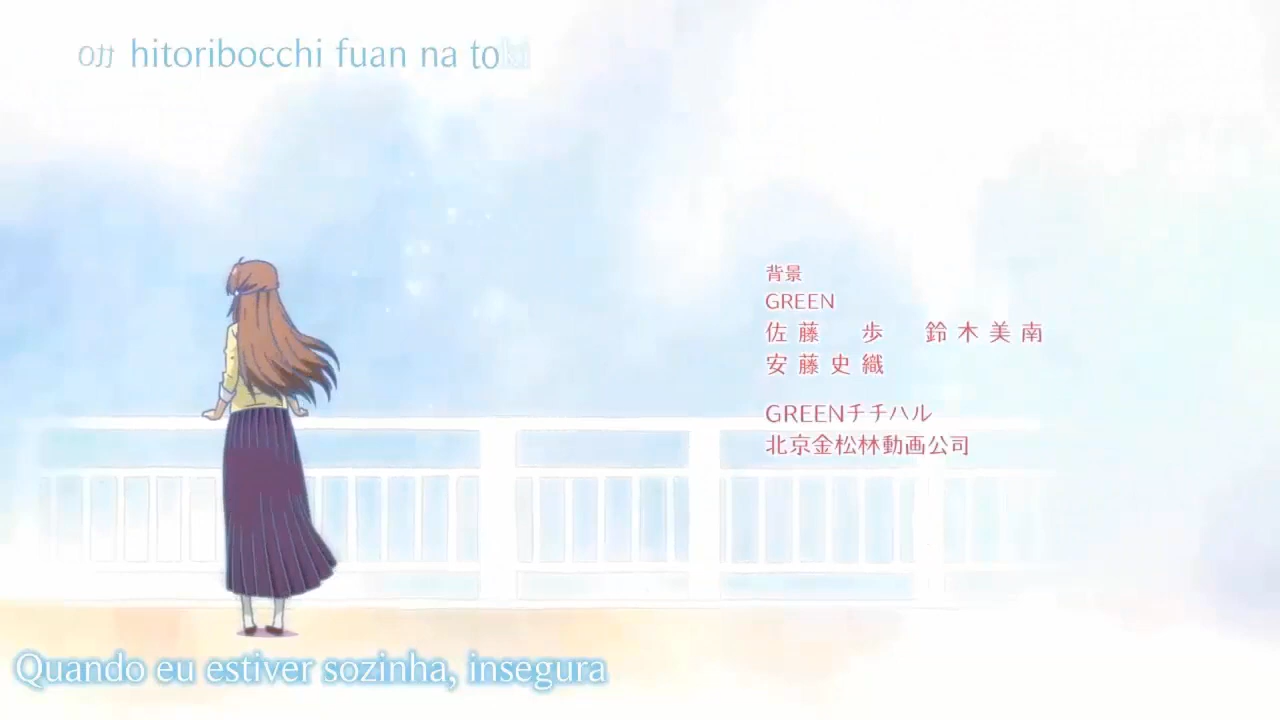 hitoribocchi fuan na toki
背景
GREEN
佐藤 歩 鈴木美南
安藤史織
GREENチチハル
北京金松林動画公司
Quando eu estiver sozinha, insegura